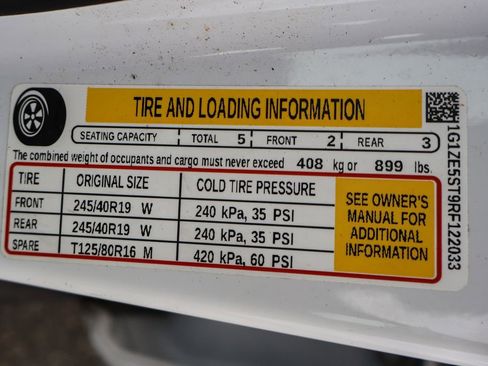 TIRE AND LOADING INFORMATION
SEATING CAPACITY TOTAL 5 FRONT 2 REAR 3
The combined weight of occupants and cargo must never exceed 408 kg or 899 lbs.
TIRE ORIGINAL SIZE COLD TIRE PRESSURE
FRONT 245/40R19 W 240 kPa, 35 PSI
REAR 245/40R19 W 240 kPa, 35 PSI
SPARE T125/80R16 M 420 kPa, 60 PSI
SEE OWNER'S
MANUAL FOR
ADDITIONAL
INFORMATION
1G1ZE5ST9RF122033